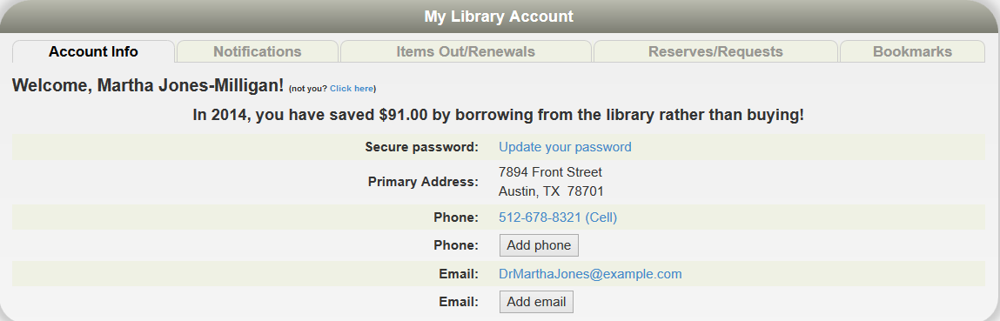 My Library Account
Account Info Notifications Items Out/Renewals Reserves/Requests Bookmarks
Welcome, Martha Jones-Milligan! (not you? Click here)
In 2014, you have saved $91.00 by borrowing from the library rather than buying!
Secure password: Update your password
Primary Address: 7894 Front Street
Austin, TX 78701
Phone: 512-678-8321 (Cell)
Phone: Add phone
Email: DrMarthaJones@example.com
Email: Add email